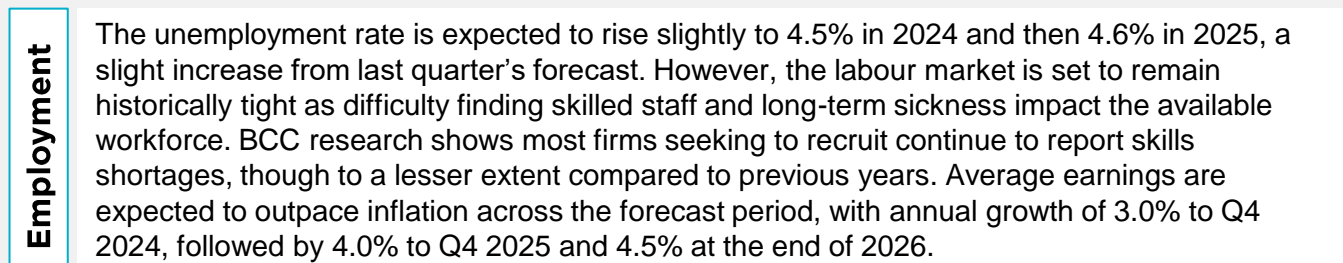 Employment
The unemployment rate is expected to rise slightly to 4.5% in 2024 and then 4.6% in 2025, a
slight increase from last quarter’s forecast. However, the labour market is set to remain
historically tight as difficulty finding skilled staff and long-term sickness impact the available
workforce. BCC research shows most firms seeking to recruit continue to report skills
shortages, though to a lesser extent compared to previous years. Average earnings are
expected to outpace inflation across the forecast period, with annual growth of 3.0% to Q4
2024, followed by 4.0% to Q4 2025 and 4.5% at the end of 2026.